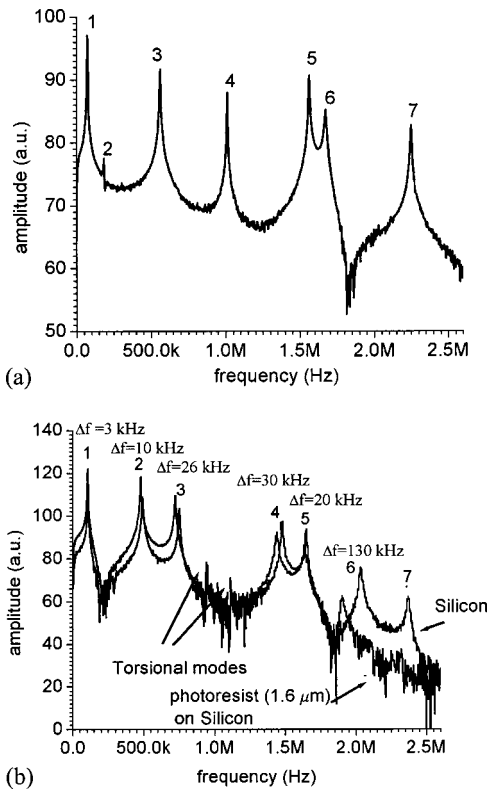 100
90
80
70
60
50
amplitude (a.u.)
1
2
3
4
5
6
7
0.0 500.0k 1.0M 1.5M 2.0M 2.5M
frequency (Hz)
(a)
140
120
100
80
60
40
20
0
amplitude (a.u.)
Δf =3 kHz
Δf=10 kHz
Δf=26 kHz
Δf=30 kHz
Δf=20 kHz
Δf=130 kHz
1
2
3
4
5
6
7
Silicon
Torsional modes
photoresist (1.6 μm)
on Silicon
0.0 500.0k 1.0M 1.5M 2.0M 2.5M
frequency (Hz)
(b)